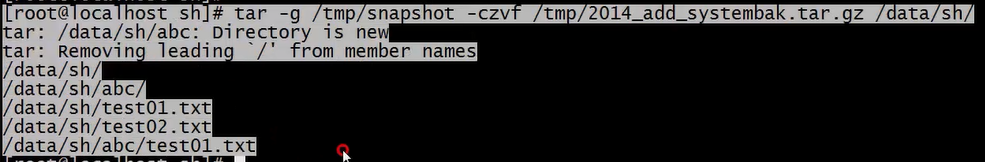 [root@localhost sh]# tar -g /tmp/snapshot -czvf /tmp/2014_add_systembak.tar.gz /data/sh/
tar: /data/sh/abc: Directory is new
tar: Removing leading `/' from member names
/data/sh/
/data/sh/abc/
/data/sh/test01.txt
/data/sh/test02.txt
/data/sh/abc/test01.txt
[root@localhost sh]#